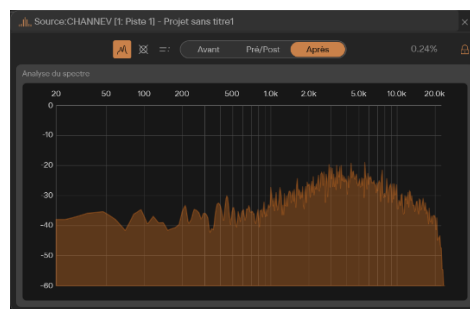 Source:CHANNEV [1: Piste 1] - Projet sans titre1
Avant Pré/Post Après 0.24%
Analyse du spectre
20 50 100 200 500 1.0k 2.0k 5.0k 10.0k 20.0k
0
-10
-20
-30
-40
-50
-60